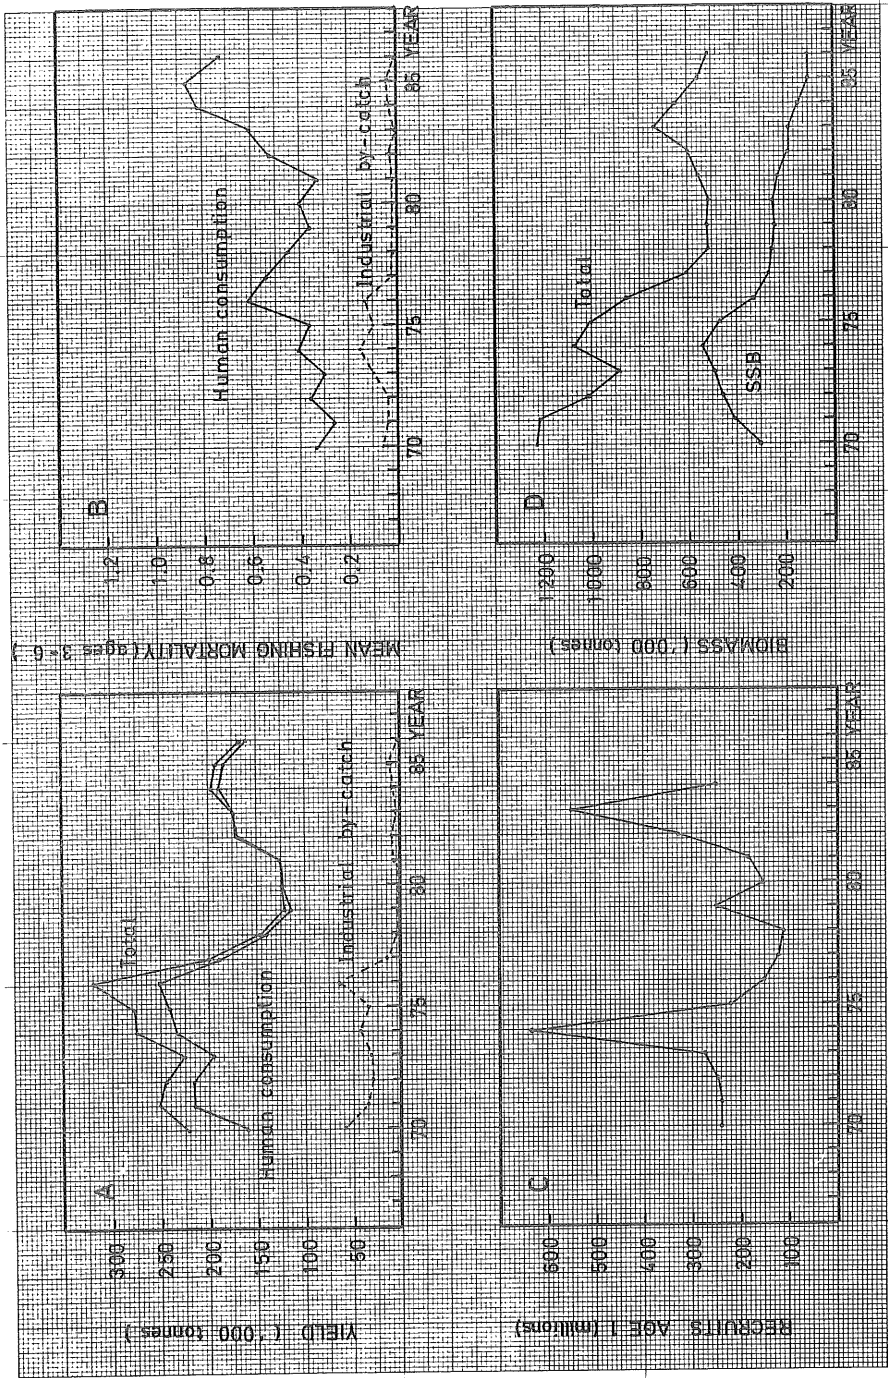 YIELD ('000 tonnes)
300
250
200
150
100
50
A
Total
Human consumption
Industrial by-catch
70
75
80
85 YEAR
MEAN FISHING MORTALITY (ages 3-6)
1.2
1.0
0.8
0.6
0.4
0.2
B
Human consumption
Industrial by-catch
70
75
80
85 YEAR
RECRUITS AGE 1 (millions)
600
500
400
300
200
100
C
70
75
80
85 YEAR
BIOMASS ('000 tonnes)
1200
1000
800
600
400
200
D
Total
SSB
70
75
80
85 YEAR